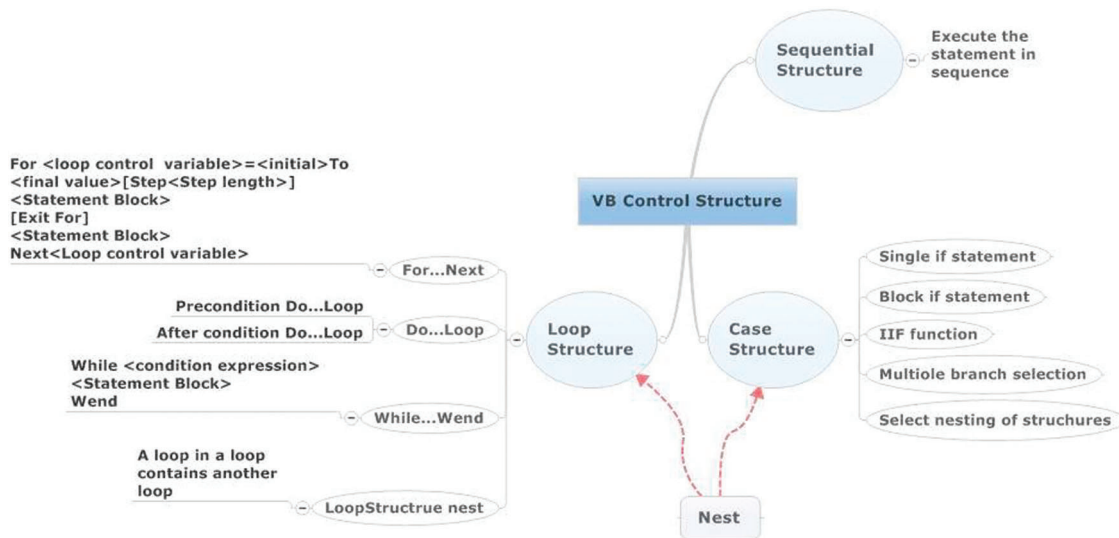 Sequential
Structure
Execute the
statement in
sequence
VB Control Structure
For <loop control  variable>=<initial>To
<final value>[Step<Step length>]
<Statement Block>
[Exit For]
<Statement Block>
Next<Loop control variable>
For...Next
Precondition Do...Loop
After condition Do...Loop
Do...Loop
While <condition expression>
<Statement Block>
Wend
While...Wend
A loop in a loop
contains another
loop
LoopStructrue nest
Loop
Structure
Case
Structure
Single if statement
Block if statement
IIF function
Multiole branch selection
Select nesting of struchures
Nest